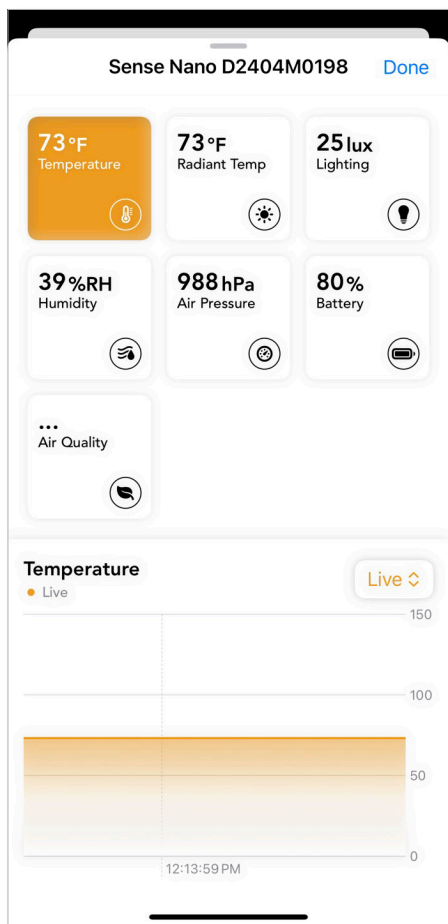 Sense Nano D2404M0198 Done
73°F
Temperature
73°F
Radiant Temp
25 lux
Lighting
39%RH
Humidity
988 hPa
Air Pressure
80%
Battery
...
Air Quality
Temperature
Live
Live
150
100
50
0
12:13:59 PM